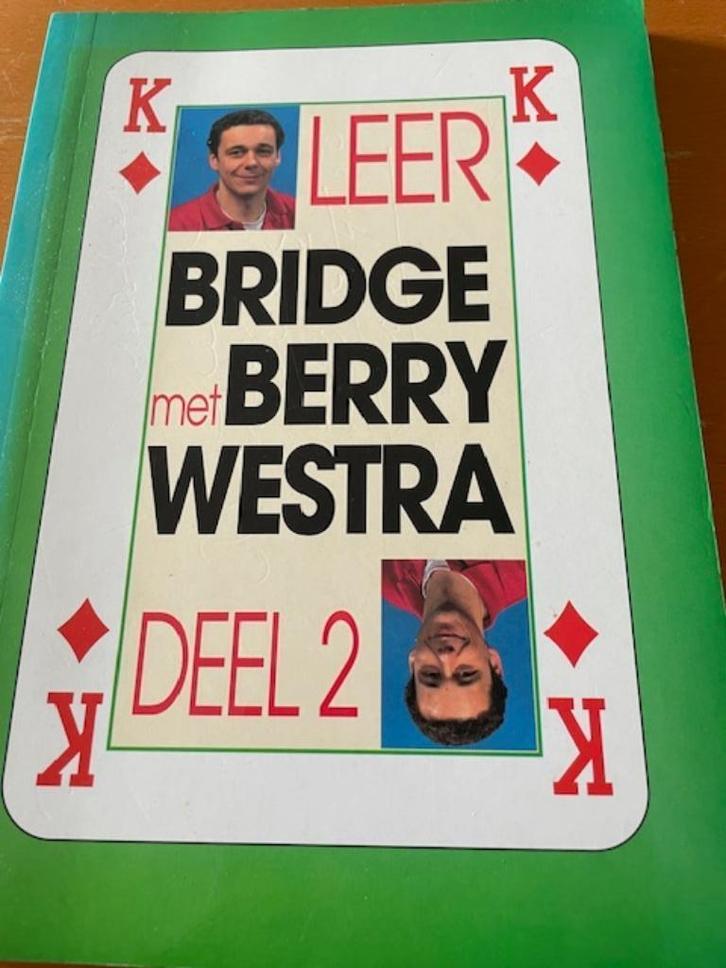 K K
LEER
BRIDGE
met BERRY
WESTRA
DEEL 2
K K